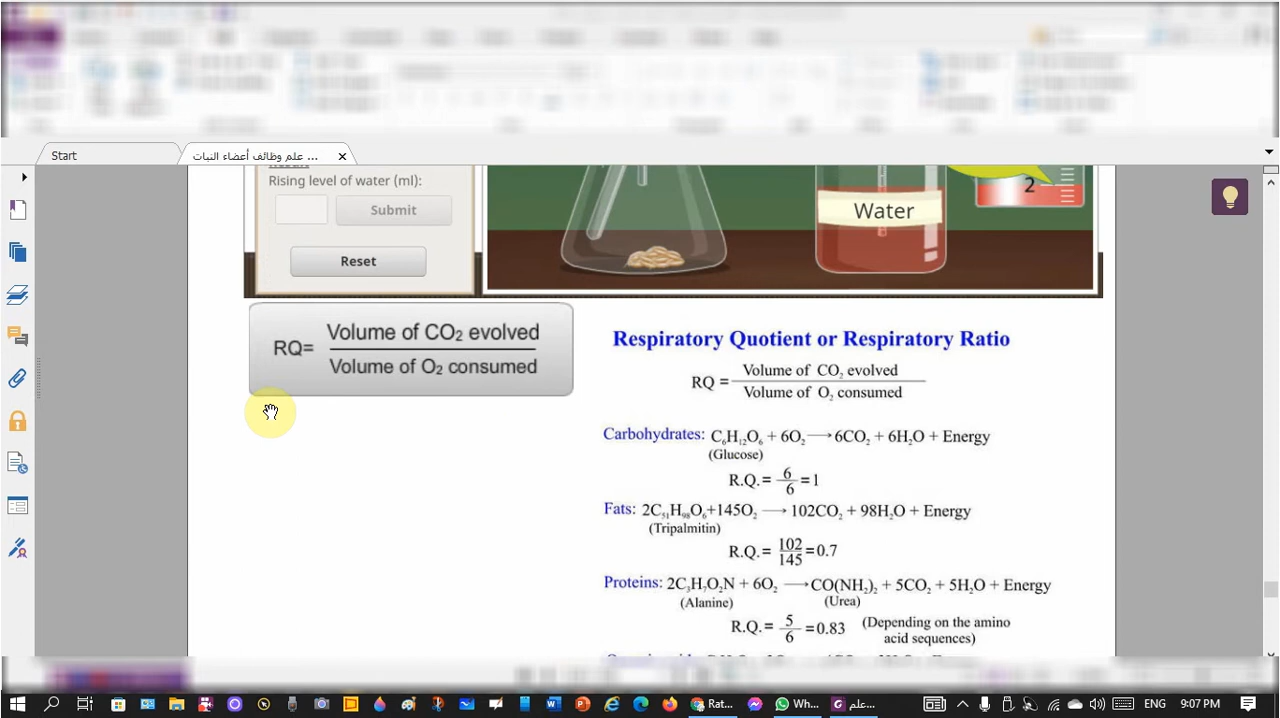 Start
علم وظائف أعضاء النبات ...
Rising level of water (ml):
Submit
Reset
2
Water
RQ= Volume of CO₂ evolved
Volume of O₂ consumed
Respiratory Quotient or Respiratory Ratio
RQ = Volume of CO₂ evolved
Volume of O₂ consumed
Carbohydrates: C₆H₁₂O₆ + 6O₂ → 6CO₂ + 6H₂O + Energy
(Glucose)
R.Q. = 6/6 = 1
Fats: 2C₅₁H₉₈O₆+145O₂ → 102CO₂ + 98H₂O + Energy
(Tripalmitin)
R.Q. = 102/145 = 0.7
Proteins: 2C₃H₇O₂N + 6O₂ → CO(NH₂)₂ + 5CO₂ + 5H₂O + Energy
(Alanine) (Urea)
R.Q. = 5/6 = 0.83 (Depending on the amino
acid sequences)
Rat...
Wh...
علم...
ENG
9:07 PM